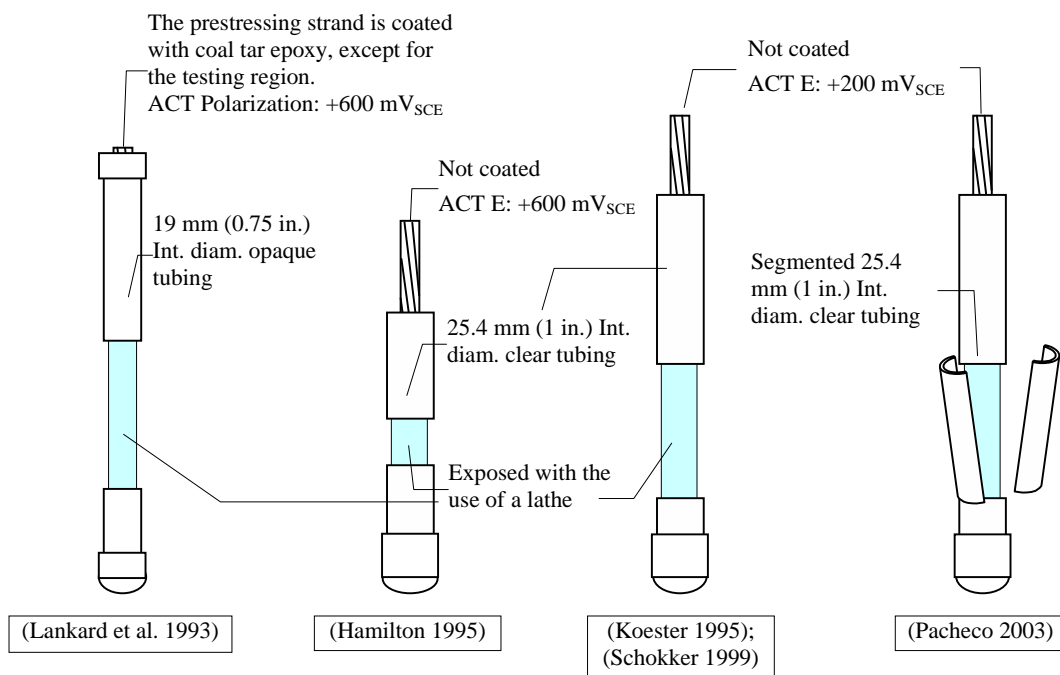 The prestressing strand is coated
with coal tar epoxy, except for
the testing region.
ACT Polarization: +600 mVSCE
Not coated
ACT E: +200 mVSCE
Not coated
ACT E: +600 mVSCE
19 mm (0.75 in.)
Int. diam. opaque
tubing
25.4 mm (1 in.) Int.
diam. clear tubing
Segmented 25.4
mm (1 in.) Int.
diam. clear tubing
Exposed with the
use of a lathe
(Lankard et al. 1993)
(Hamilton 1995)
(Koester 1995);
(Schokker 1999)
(Pacheco 2003)